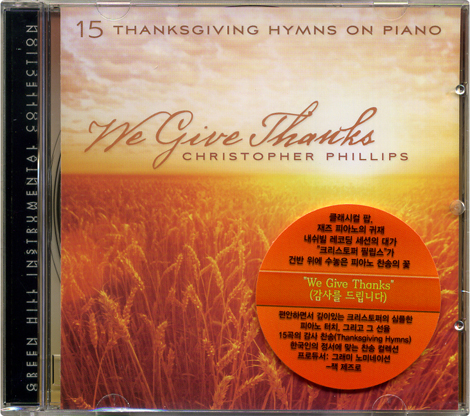 15 THANKSGIVING HYMNS ON PIANO
We Give Thanks
CHRISTOPHER PHILLIPS
GREEN HILL INSTRUMENTAL COLLECTION
클래시컬 팝,
재즈 피아노의 귀재
내쉬빌 레코딩 세션의 대가
"크리스토퍼 필립스"가
건반 위에 수놓은 피아노 찬송의 꽃
"We Give Thanks"
(감사를 드립니다)
편안하면서 깊이있는 크리스토퍼의 심플한
피아노 터치, 그리고 그 선율
15곡의 감사 찬송(Thanksgiving Hymns)
한국인의 정서에 맞는 찬송 컬렉션
프로듀서: 그래미 노미네이션
~잭 제즈로